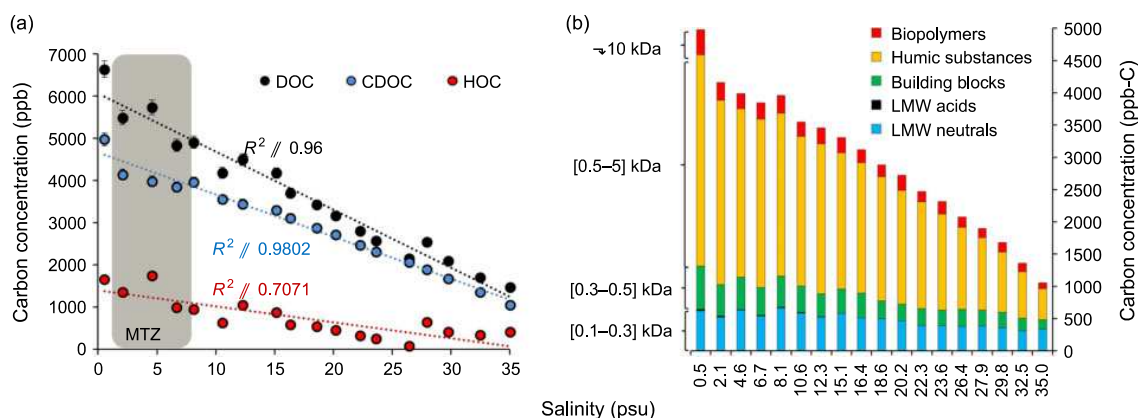 (a)
7000
6000
5000
4000
3000
2000
1000
0
Carbon concentration (ppb)
DOC
CDOC
HOC
R² // 0.96
R² // 0.9802
R² // 0.7071
MTZ
0
5
10
15
20
25
30
35
(b)
10 kDa
[0.5–5] kDa
[0.3–0.5] kDa
[0.1–0.3] kDa
Biopolymers
Humic substances
Building blocks
LMW acids
LMW neutrals
5000
4500
4000
3500
3000
2500
2000
1500
1000
500
0
Carbon concentration (ppb-C)
0.5
2.1
4.6
6.7
8.1
10.6
12.3
15.1
16.4
18.6
20.2
22.3
23.6
26.4
27.9
29.8
32.5
35.0
Salinity (psu)